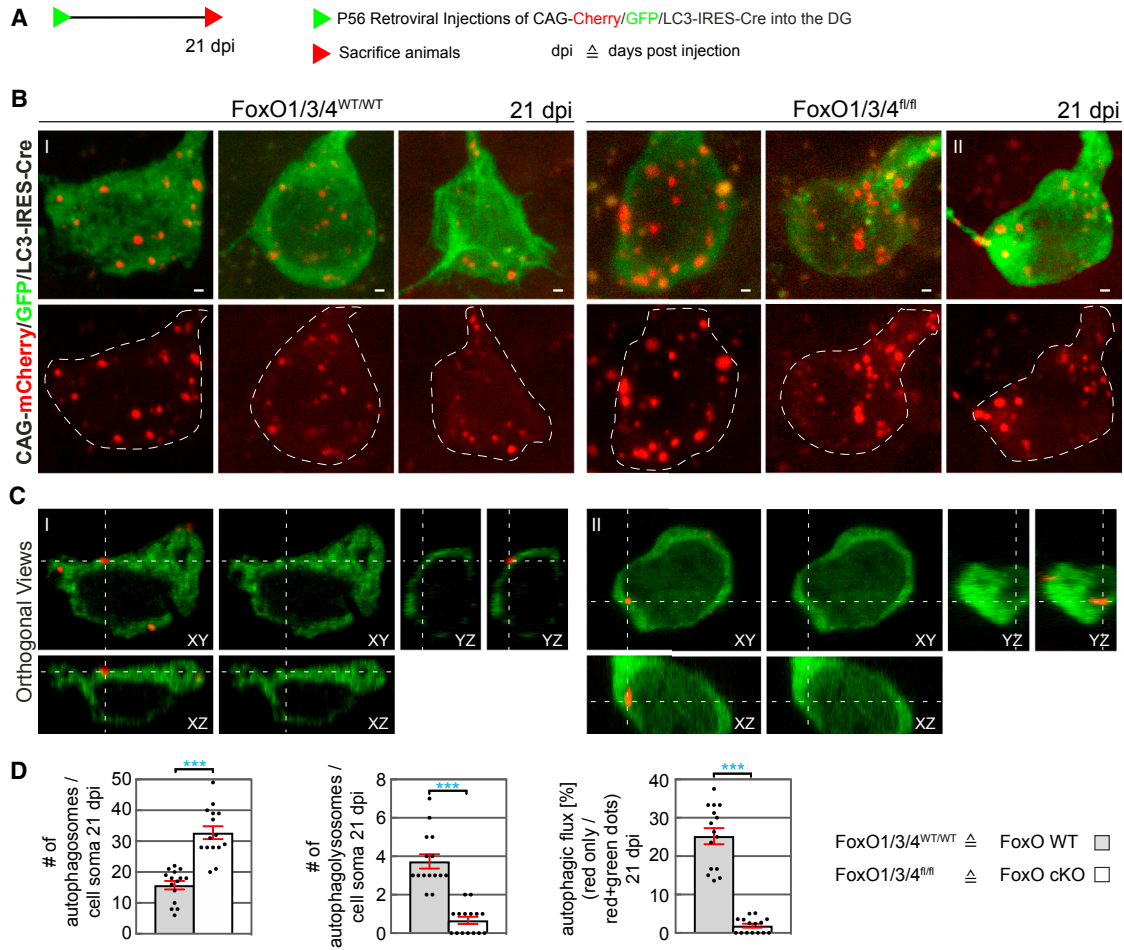 A
21 dpi
P56 Retroviral Injections of CAG-Cherry/GFP/LC3-IRES-Cre into the DG
Sacrifice animals
dpi ≙ days post injection
B
FoxO1/3/4WT/WT
21 dpi
FoxO1/3/4fl/fl
21 dpi
CAG-mCherry/GFP/LC3-IRES-Cre
I
II
C
Orthogonal Views
I
XY
YZ
YZ
XZ
II
XY
YZ
YZ
XZ
D
# of
autophagosomes /
cell soma 21 dpi
50
40
30
20
10
0
***
# of
autophagolysosomes /
cell soma 21 dpi
8
6
4
2
0
***
autophagic flux [%]
(red only /
red+green dots)
21 dpi
40
30
20
10
0
***
FoxO1/3/4WT/WT ≙ FoxO WT
FoxO1/3/4fl/fl ≙ FoxO cKO